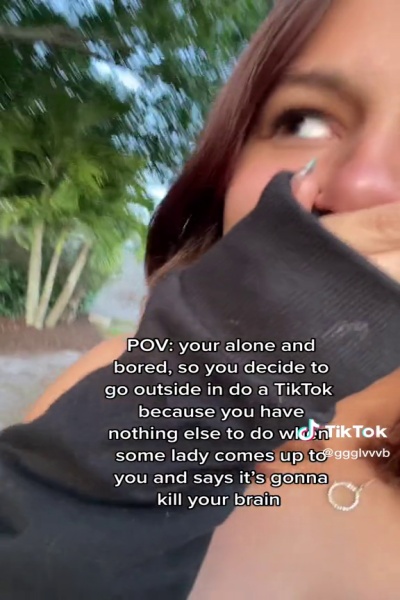 POV: your alone and
bored, so you decide to
go outside in do a TikTok
because you have
nothing else to do when
some lady comes up to
you and says it's gonna
kill your brain
TikTok
@ggglvvvb